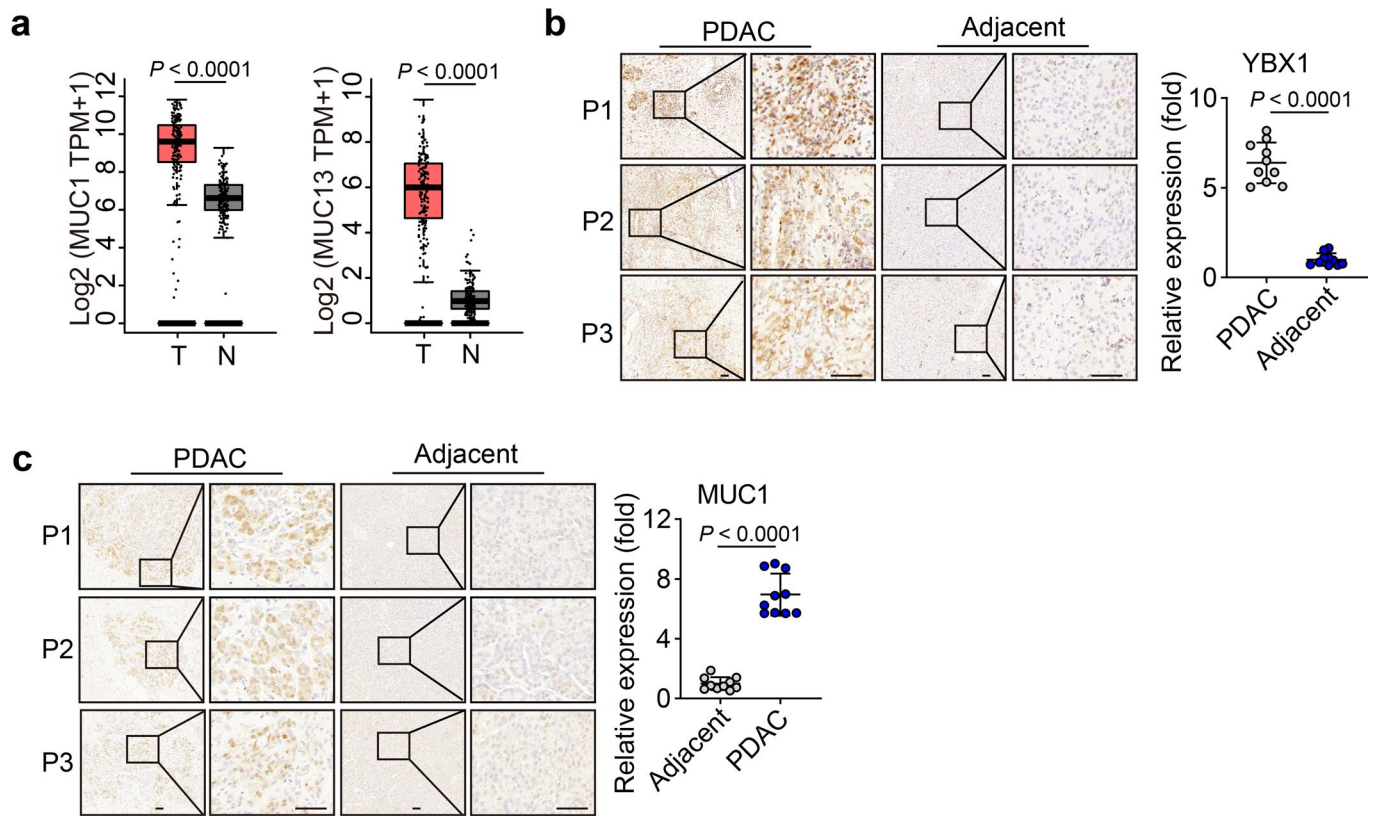 a
Log2 (MUC1 TPM+1)
0 2 4 6 8 10 12
P < 0.0001
T N
Log2 (MUC13 TPM+1)
0 2 4 6 8 10
P < 0.0001
T N
b
PDAC Adjacent
P1
P2
P3
YBX1
P < 0.0001
Relative expression (fold)
10
5
0
PDAC
Adjacent
c
PDAC Adjacent
P1
P2
P3
MUC1
P < 0.0001
Relative expression (fold)
12
8
4
0
Adjacent
PDAC